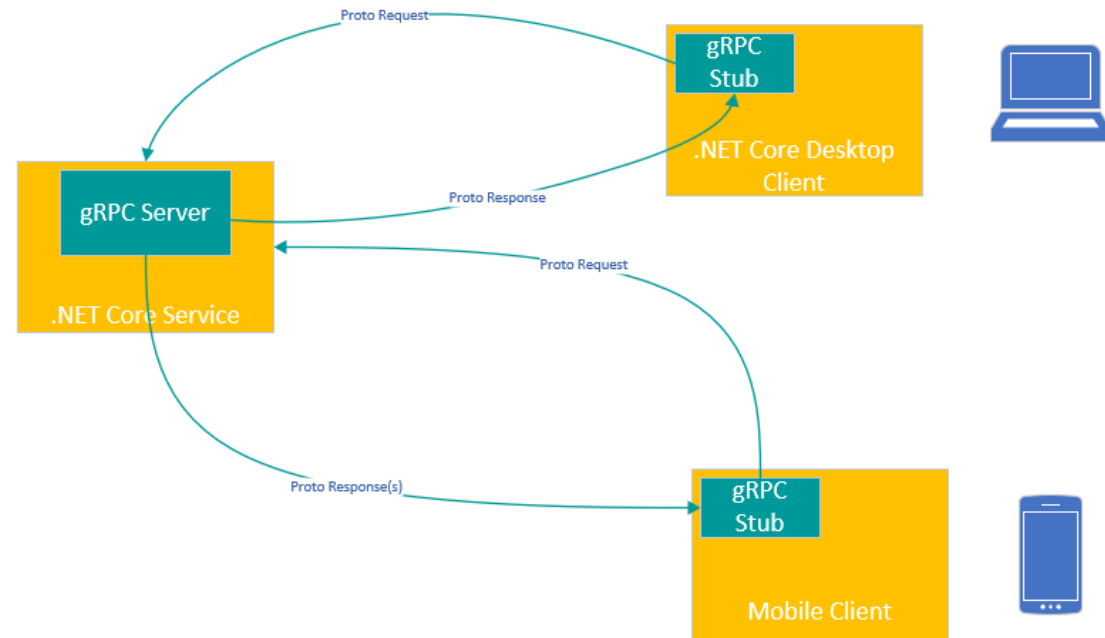 Proto Request
gRPC
Stub
.NET Core Desktop
Client
Proto Response
gRPC Server
.NET Core Service
Proto Request
Proto Response(s)
gRPC
Stub
Mobile Client